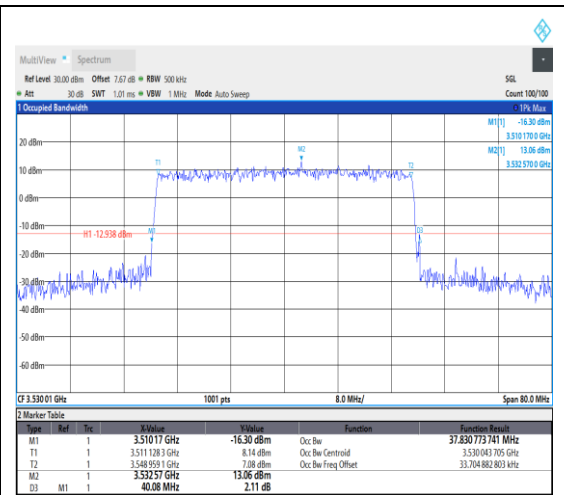 MultiView Spectrum
Ref Level 30.00 dBm Offset 7.67 dB RBW 500 kHz SGL
Att 30 dB SWT 1.01 ms VBW 1 MHz Mode Auto Sweep Count 100/100
1 Occupied Bandwidth 1Pk Max
M1[1] -16.30 dBm
3.510 170 0 GHz
M2[1] 13.06 dBm
3.532 570 0 GHz
20 dBm
M2
T1
T2
10 dBm
0 dBm
-10 dBm
H1 -12.938 dBm
M1
D3
-20 dBm
-30 dBm
-40 dBm
-50 dBm
-60 dBm
CF 3.530 01 GHz 1001 pts 8.0 MHz/ Span 80.0 MHz
2 Marker Table
Type Ref Trc X-Value Y-Value Function Function Result
M1 1 3.510 17 GHz -16.30 dBm Occ Bw 37.830 773 741 MHz
T1 1 3.511 128 3 GHz 8.14 dBm Occ Bw Centroid 3.530 043 705 GHz
T2 1 3.548 959 1 GHz 7.08 dBm Occ Bw Freq Offset 33.704 882 803 kHz
M2 1 3.532 57 GHz 13.06 dBm
D3 M1 1 40.08 MHz 2.11 dB